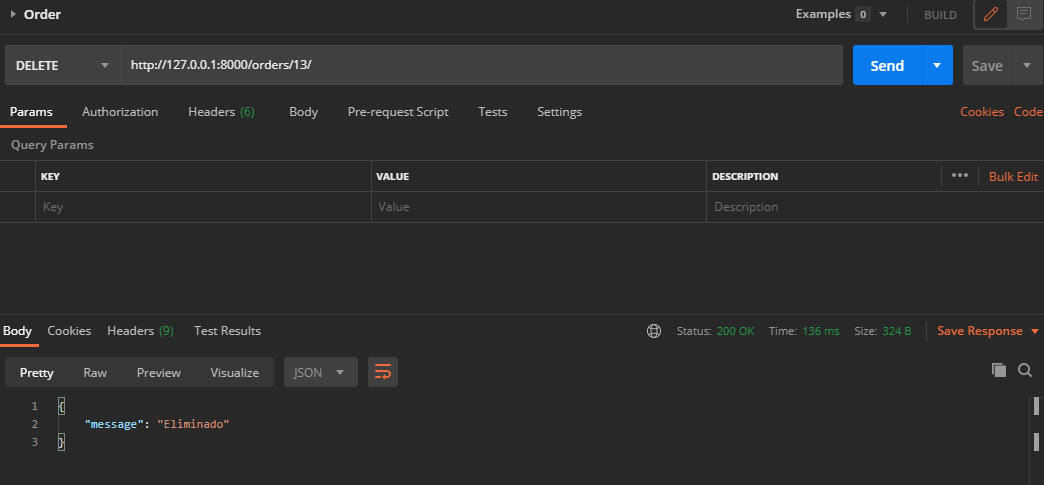 Order Examples 0 BUILD
DELETE http://127.0.0.1:8000/orders/13/ Send Save
Params Authorization Headers (6) Body Pre-request Script Tests Settings Cookies Code
Query Params
KEY VALUE DESCRIPTION ••• Bulk Edit
Key Value Description
Body Cookies Headers (9) Test Results Status: 200 OK Time: 136 ms Size: 324 B Save Response
Pretty Raw Preview Visualize JSON
1 {
2 "message": "Eliminado"
3 }